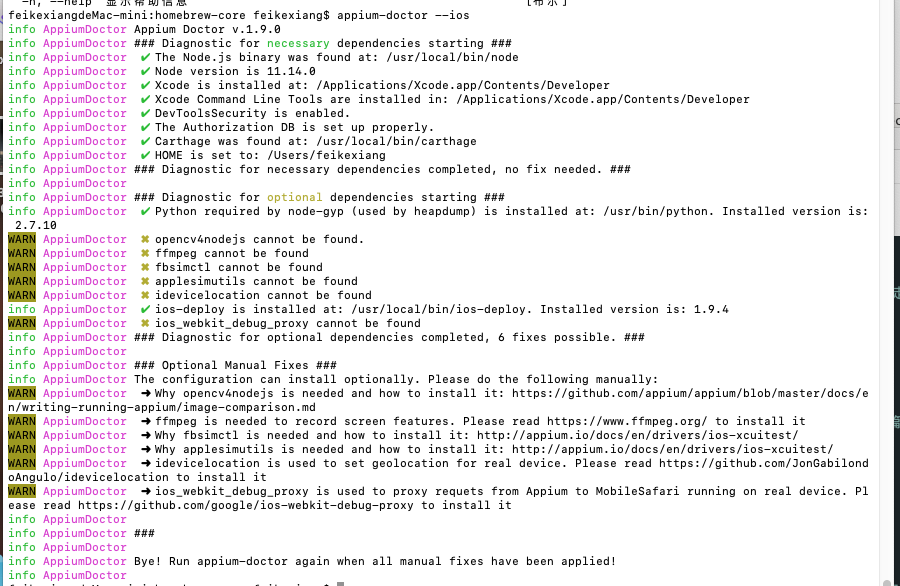 -h, --help  显示帮助信息 [布尔]
feikexiangdeMac-mini:homebrew-core feikexiang$ appium-doctor --ios
info AppiumDoctor Appium Doctor v.1.9.0
info AppiumDoctor ### Diagnostic for necessary dependencies starting ###
info AppiumDoctor  ✔ The Node.js binary was found at: /usr/local/bin/node
info AppiumDoctor  ✔ Node version is 11.14.0
info AppiumDoctor  ✔ Xcode is installed at: /Applications/Xcode.app/Contents/Developer
info AppiumDoctor  ✔ Xcode Command Line Tools are installed in: /Applications/Xcode.app/Contents/Developer
info AppiumDoctor  ✔ DevToolsSecurity is enabled.
info AppiumDoctor  ✔ The Authorization DB is set up properly.
info AppiumDoctor  ✔ Carthage was found at: /usr/local/bin/carthage
info AppiumDoctor  ✔ HOME is set to: /Users/feikexiang
info AppiumDoctor ### Diagnostic for necessary dependencies completed, no fix needed. ###
info AppiumDoctor
info AppiumDoctor ### Diagnostic for optional dependencies starting ###
info AppiumDoctor  ✔ Python required by node-gyp (used by heapdump) is installed at: /usr/bin/python. Installed version is:
 2.7.10
WARN AppiumDoctor  ✖ opencv4nodejs cannot be found.
WARN AppiumDoctor  ✖ ffmpeg cannot be found
WARN AppiumDoctor  ✖ fbsimctl cannot be found
WARN AppiumDoctor  ✖ applesimutils cannot be found
WARN AppiumDoctor  ✖ idevicelocation cannot be found
info AppiumDoctor  ✔ ios-deploy is installed at: /usr/local/bin/ios-deploy. Installed version is: 1.9.4
WARN AppiumDoctor  ✖ ios_webkit_debug_proxy cannot be found
info AppiumDoctor ### Diagnostic for optional dependencies completed, 6 fixes possible. ###
info AppiumDoctor
info AppiumDoctor ### Optional Manual Fixes ###
info AppiumDoctor The configuration can install optionally. Please do the following manually:
WARN AppiumDoctor  ➜ Why opencv4nodejs is needed and how to install it: https://github.com/appium/appium/blob/master/docs/e
n/writing-running-appium/image-comparison.md
WARN AppiumDoctor  ➜ ffmpeg is needed to record screen features. Please read https://www.ffmpeg.org/ to install it
WARN AppiumDoctor  ➜ Why fbsimctl is needed and how to install it: http://appium.io/docs/en/drivers/ios-xcuitest/
WARN AppiumDoctor  ➜ Why applesimutils is needed and how to install it: http://appium.io/docs/en/drivers/ios-xcuitest/
WARN AppiumDoctor  ➜ idevicelocation is used to set geolocation for real device. Please read https://github.com/JonGabilond
oAngulo/idevicelocation to install it
WARN AppiumDoctor  ➜ ios_webkit_debug_proxy is used to proxy requets from Appium to MobileSafari running on real device. Pl
ease read https://github.com/google/ios-webkit-debug-proxy to install it
info AppiumDoctor
info AppiumDoctor ###
info AppiumDoctor
info AppiumDoctor Bye! Run appium-doctor again when all manual fixes have been applied!
info AppiumDoctor